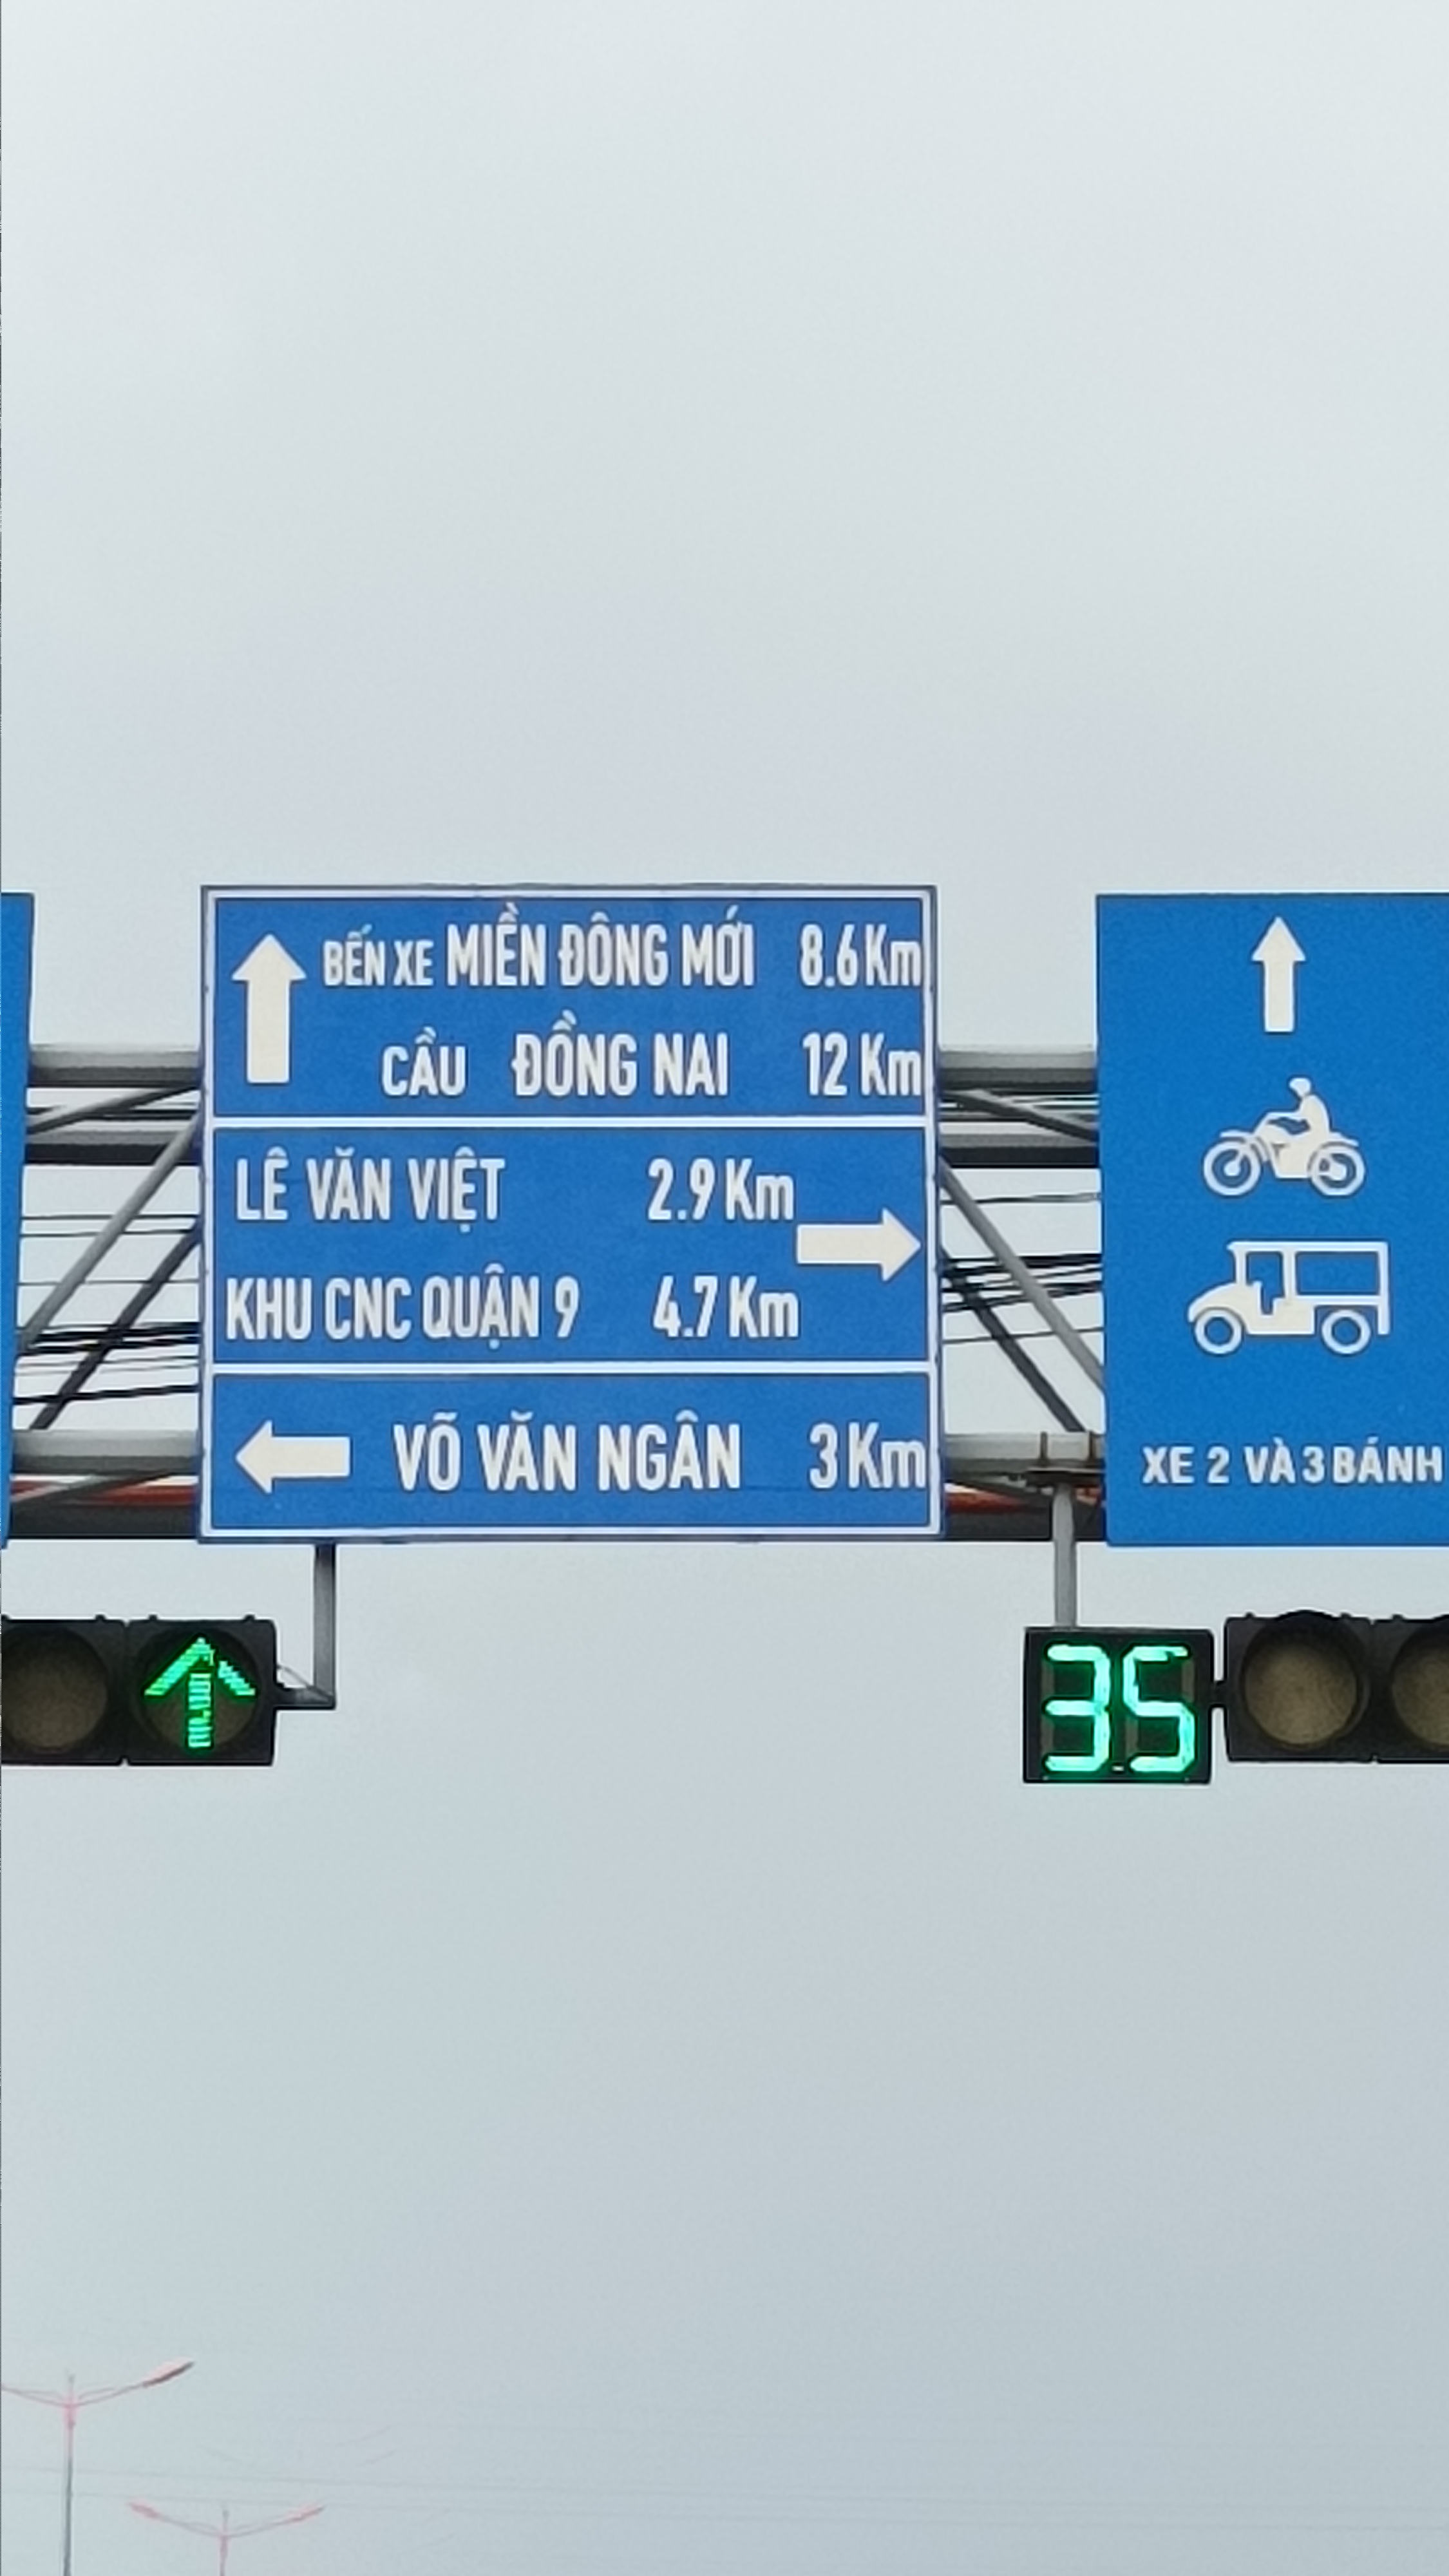 BẾN XE MIỀN ĐÔNG MỚI 8.6 Km
CẦU ĐỒNG NAI 12 Km
LÊ VĂN VIỆT 2.9 Km
KHU CNC QUẬN 9 4.7 Km
VÕ VĂN NGÂN 3 Km
XE 2 VÀ 3 BÁNH
35